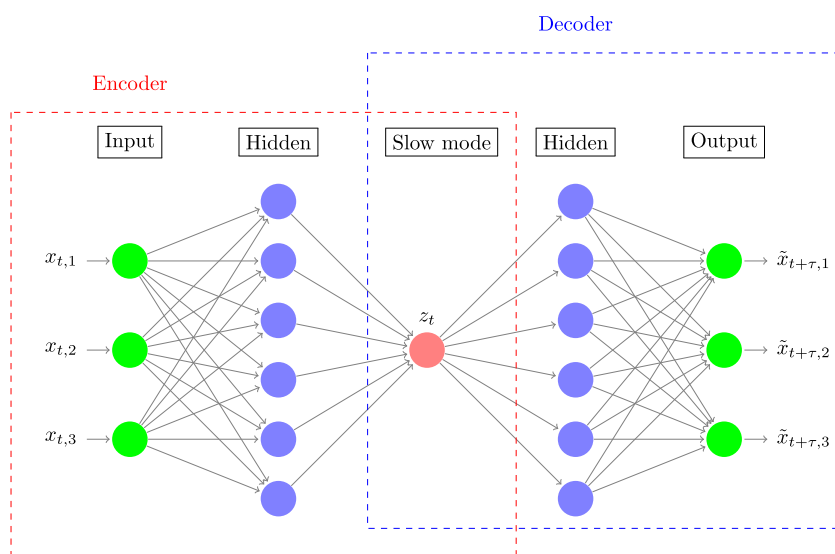 Decoder
Encoder
Input
Hidden
Slow mode
Hidden
Output
x_{t,1}
x̃_{t+τ,1}
z_t
x_{t,2}
x̃_{t+τ,2}
x_{t,3}
x̃_{t+τ,3}